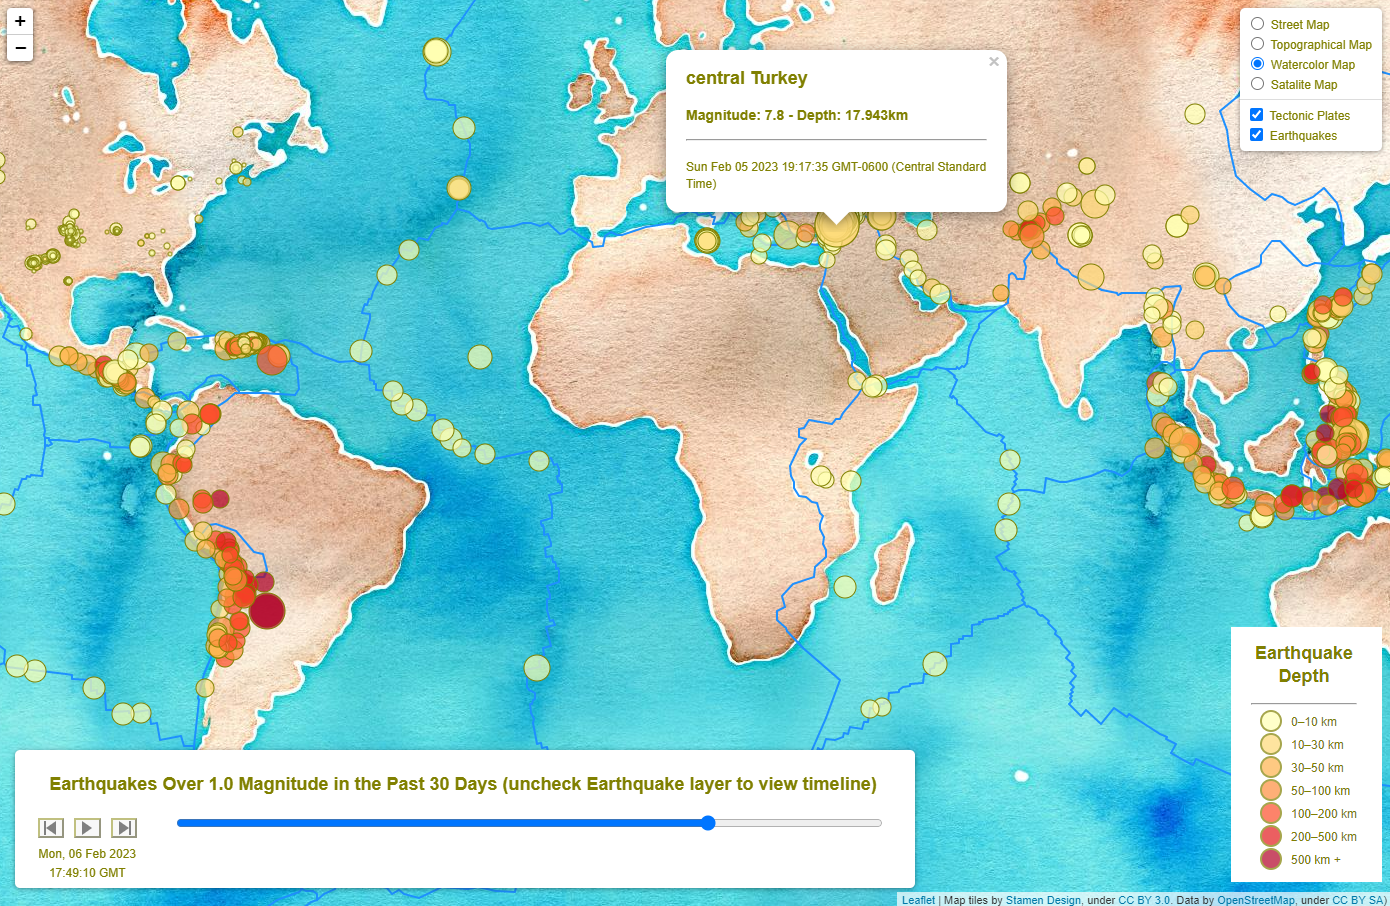 +
−
Street Map
Topographical Map
Watercolor Map
Satalite Map
Tectonic Plates
Earthquakes
×
central Turkey
Magnitude: 7.8 - Depth: 17.943km
Sun Feb 05 2023 19:17:35 GMT-0600 (Central Standard
Time)
Earthquake
Depth
0–10 km
10–30 km
30–50 km
50–100 km
100–200 km
200–500 km
500 km +
Earthquakes Over 1.0 Magnitude in the Past 30 Days (uncheck Earthquake layer to view timeline)
Mon, 06 Feb 2023
17:49:10 GMT
Leaflet | Map tiles by Stamen Design, under CC BY 3.0. Data by OpenStreetMap, under CC BY SA)